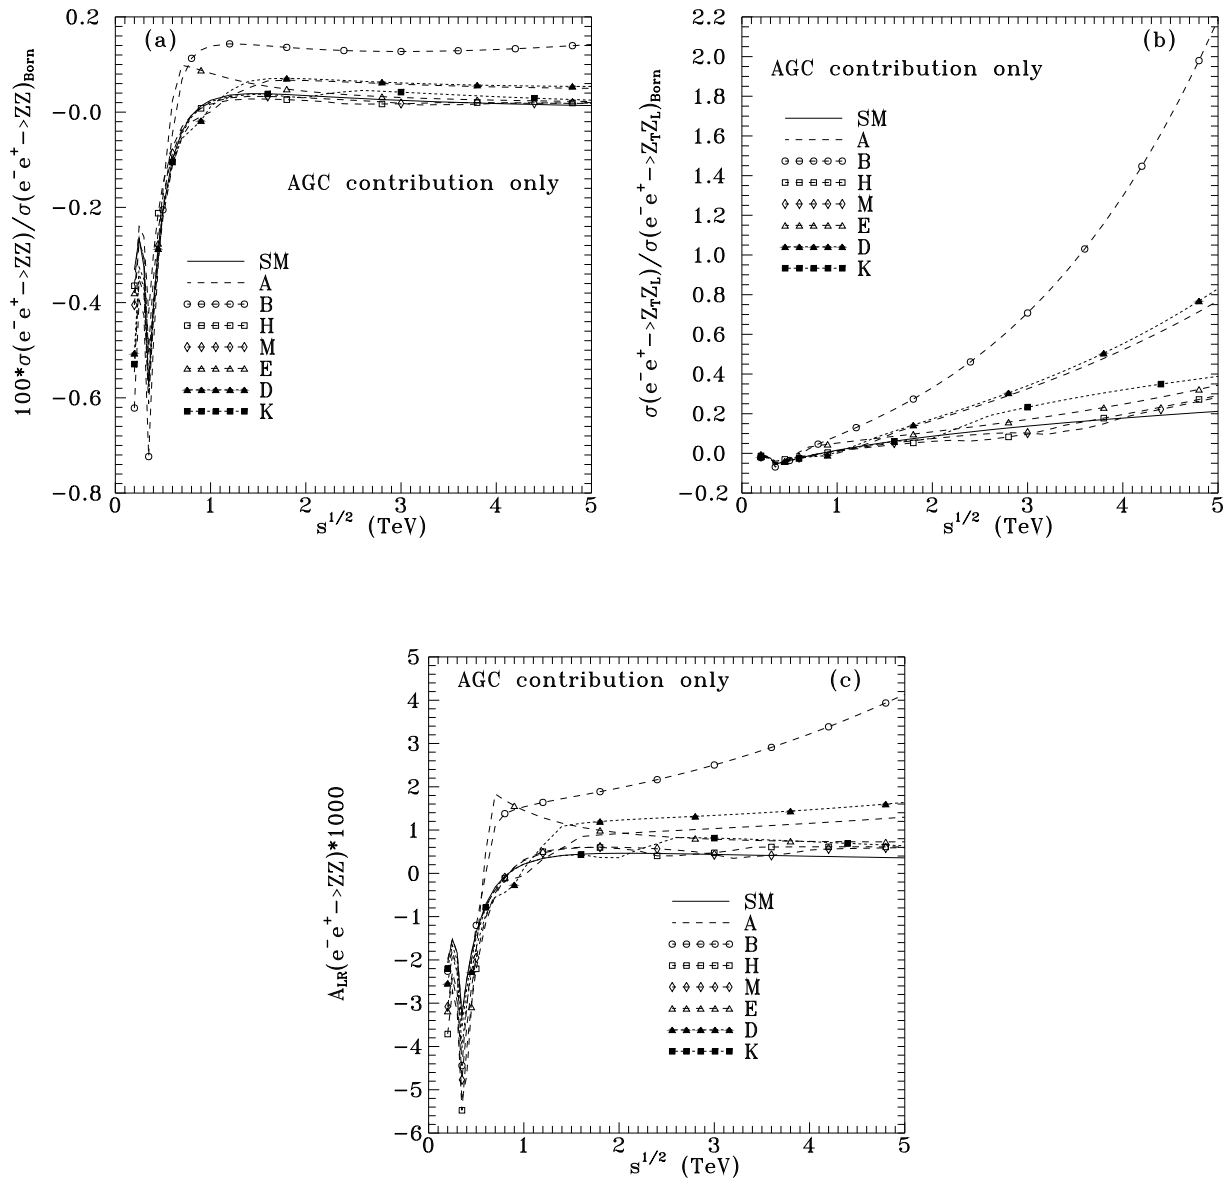 (a)
100*σ(e⁻e⁺−>ZZ)/σ(e⁻e⁺−>ZZ)Born
0.2
−0.0
−0.2
−0.4
−0.6
−0.8
AGC contribution only
SM
A
B
H
M
E
D
K
0 1 2 3 4 5
s^1/2 (TeV)
(b)
σ(e⁻e⁺−>Z_TZ_L)/σ(e⁻e⁺−>Z_TZ_L)Born
2.2
2.0
1.8
1.6
1.4
1.2
1.0
0.8
0.6
0.4
0.2
0.0
−0.2
AGC contribution only
SM
A
B
H
M
E
D
K
0 1 2 3 4 5
s^1/2 (TeV)
AGC contribution only (c)
A_LR(e⁻e⁺−>ZZ)*1000
5
4
3
2
1
0
−1
−2
−3
−4
−5
−6
SM
A
B
H
M
E
D
K
0 1 2 3 4 5
s^1/2 (TeV)